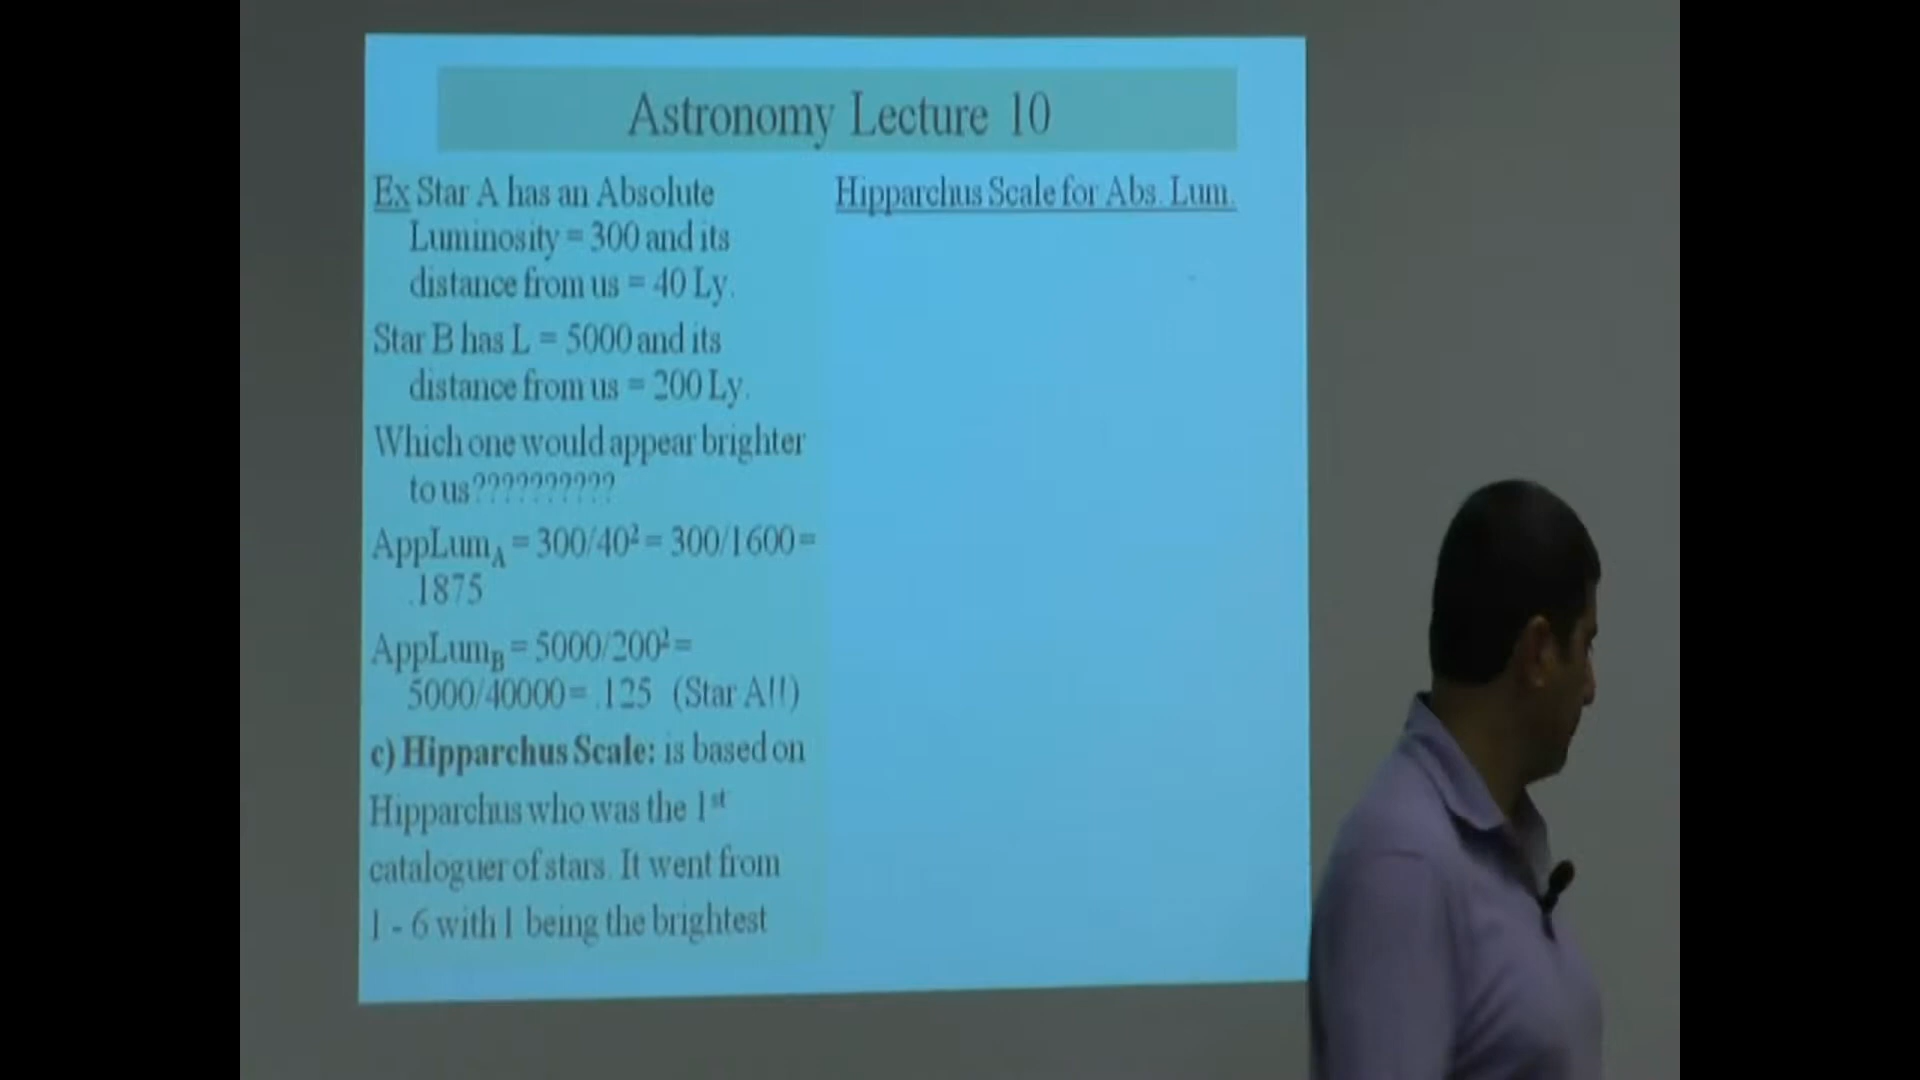 Astronomy Lecture 10
Ex Star A has an Absolute
Luminosity = 300 and its
distance from us = 40 Ly.
Star B has L = 5000 and its
distance from us = 200 Ly.
Which one would appear brighter
to us??????????
AppLumA = 300/40² = 300/1600 =
.1875
AppLumB = 5000/200² =
5000/40000 = .125 (Star A!!)
c) Hipparchus Scale: is based on
Hipparchus who was the 1st
cataloguer of stars. It went from
1 - 6 with 1 being the brightest
Hipparchus Scale for Abs. Lum.